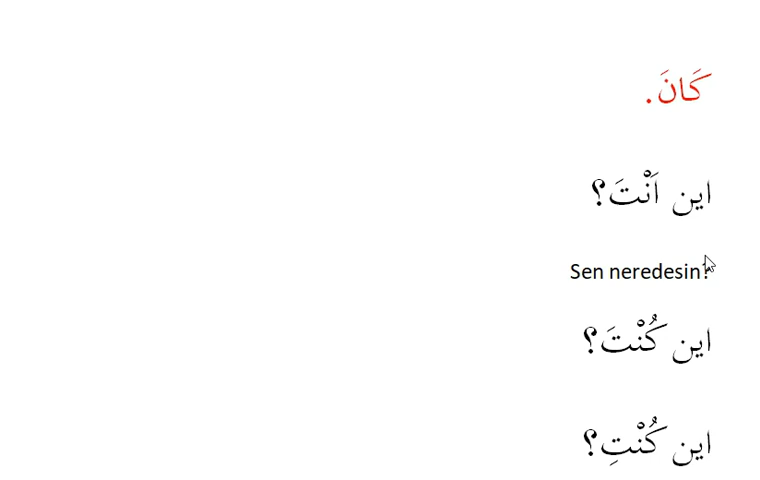 كَانَ.
اين اَنْتَ؟
Sen neredesin?
اين كُنْتَ؟
اين كُنْتِ؟